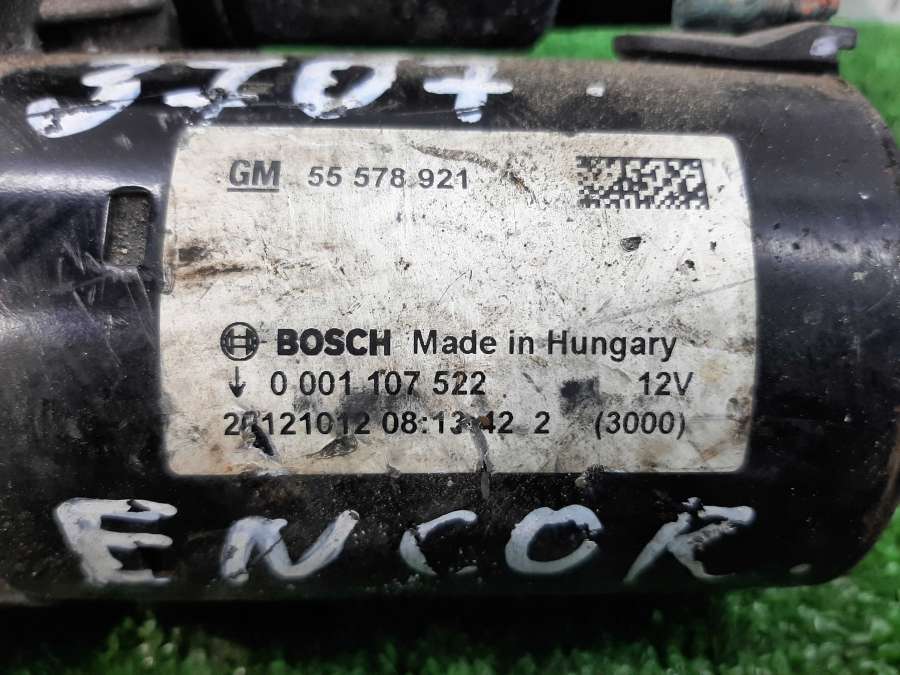 3707
GM 55 578 921
BOSCH Made in Hungary
↓ 0 001 107 522 12V
20121012 08:13:42 2 (3000)
ENCOR.